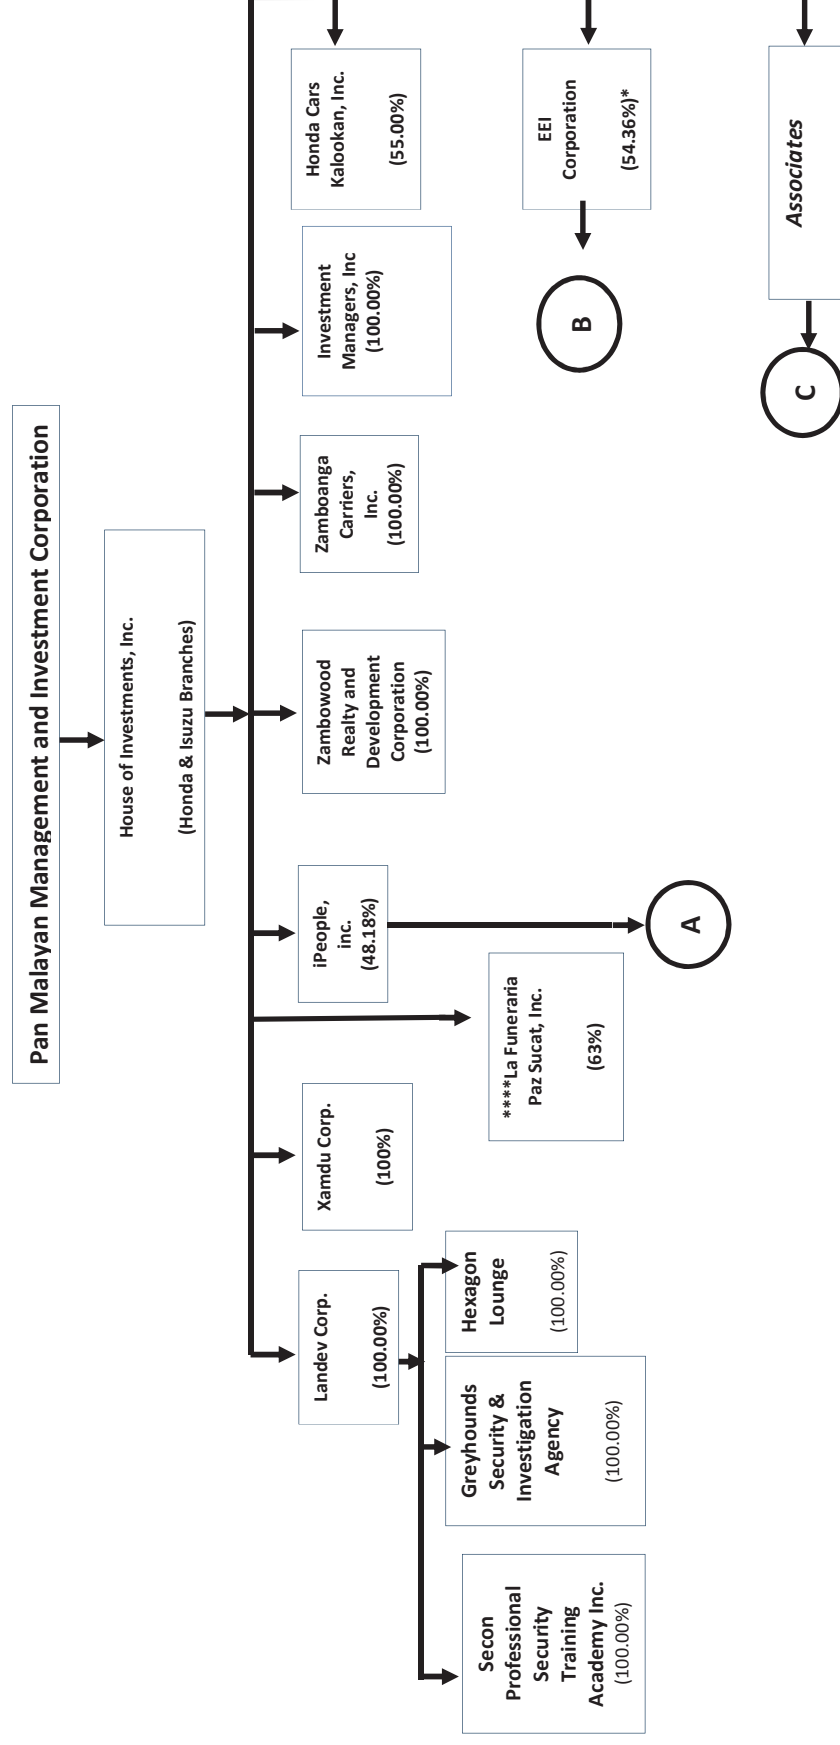 Pan Malayan Management and Investment Corporation
House of Investments, Inc.
(Honda & Isuzu Branches)
Landev Corp.
(100.00%)
Xamdu Corp.
(100%)
iPeople,
inc.
(48.18%)
Zambowood
Realty and
Development
Corporation
(100.00%)
Zamboanga
Carriers,
Inc.
(100.00%)
Investment
Managers, Inc
(100.00%)
Honda Cars
Kalookan, Inc.
(55.00%)
Secon
Professional
Security
Training
Academy Inc.
(100.00%)
Greyhounds
Security &
Investigation
Agency
(100.00%)
Hexagon
Lounge
(100.00%)
****La Funeraria
Paz Sucat, Inc.
(63%)
A
B
EEI
Corporation
(54.36%)*
C
Associates